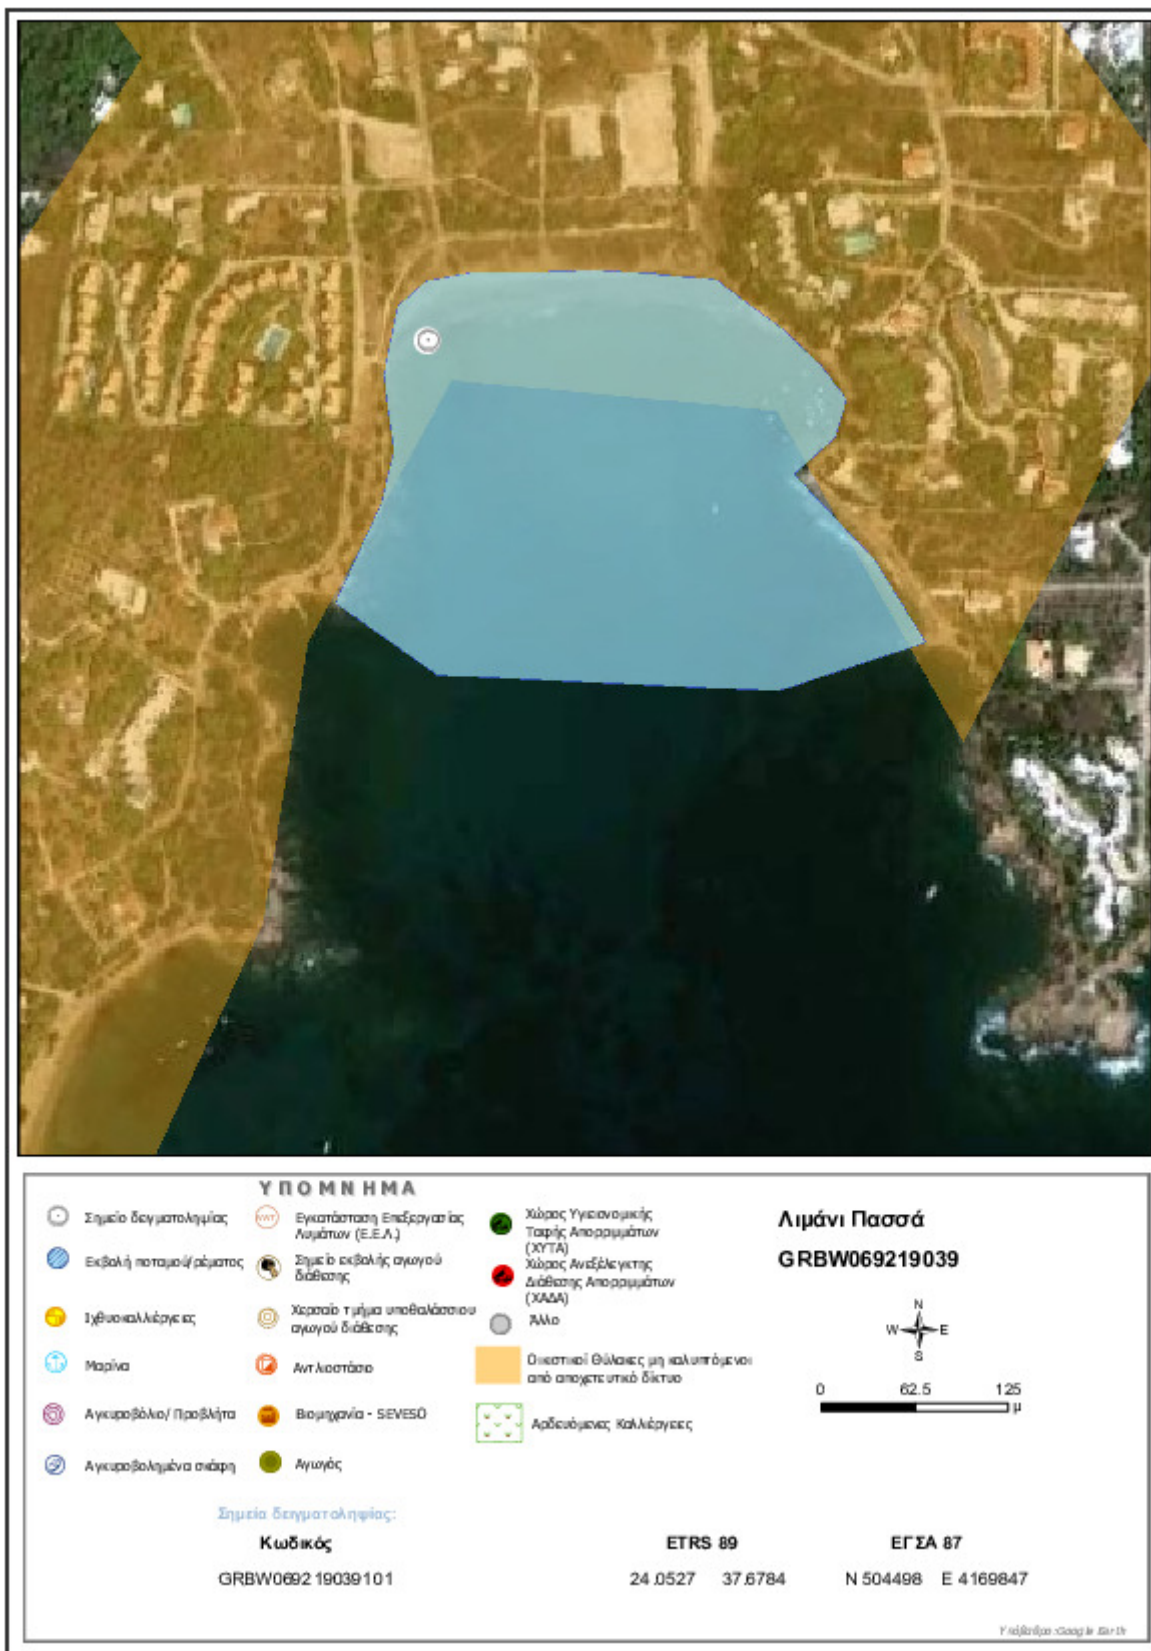 ΥΠΟΜΝΗΜΑ
Σημείο δειγματοληψίας
Εκβολή ποταμού/ρέματος
Ιχθυοκαλλιέργειες
Μαρίνα
Αγκυροβόλιο/ Προβλήτα
Αγκυροβολημένα σκάφη
Εγκατάσταση Επεξεργασίας
Λυμάτων (Ε.Ε.Λ.)
Σημείο εκβολής αγωγού
διάθεσης
Χερσαίο τμήμα υποθαλάσσιου
αγωγού διάθεσης
Αντλιοστάσιο
Βιομηχανία - SEVESO
Αγωγός
Χώρος Υγειονομικής
Ταφής Απορριμμάτων
(ΧΥΤΑ)
Χώρος Ανεξέλεγκτης
Διάθεσης Απορριμμάτων
(ΧΑΔΑ)
Άλλο
Οικιστικοί Θύλακες μη καλυπτόμενοι
από αποχετευτικό δίκτυο
Αρδευόμενες Καλλιέργειες
Λιμάνι Πασσά
GRBW069219039
N
W E
S
0 62.5 125
μ
Σημεία δειγματοληψίας:
Κωδικός ETRS 89 ΕΓΣΑ 87
GRBW069219039101 24.0527 37.6784 N 504498 E 4169847
Υπόβαθρο:Google Earth